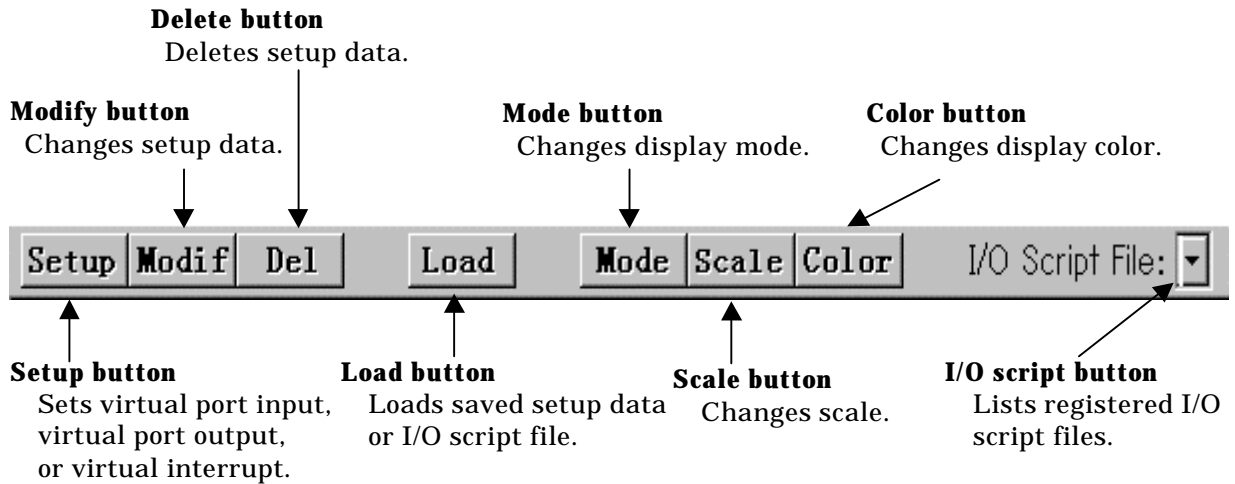 Delete button
Deletes setup data.
Modify button
Changes setup data.
Mode button
Changes display mode.
Color button
Changes display color.
Setup Modif Del Load Mode Scale Color I/O Script File:
Setup button
Sets virtual port input,
virtual port output,
or virtual interrupt.
Load button
Loads saved setup data
or I/O script file.
Scale button
Changes scale.
I/O script button
Lists registered I/O
script files.